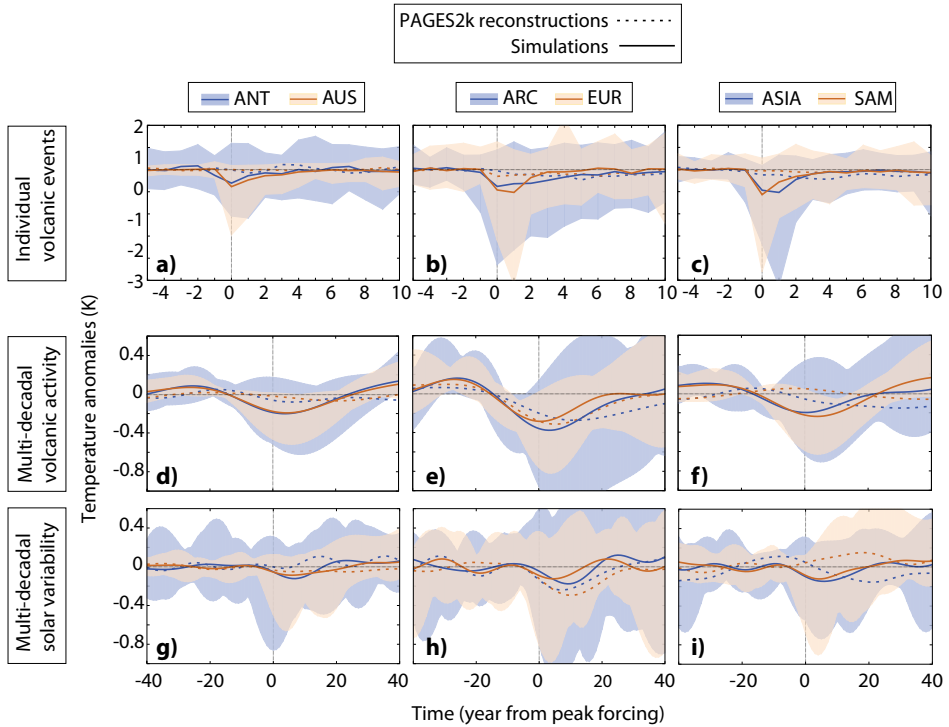 PAGES2k reconstructions
Simulations
ANT AUS
ARC EUR
ASIA SAM
Individual
volcanic events
Multi-decadal
volcanic activity
Multi-decadal
solar variability
Temperature anomalies (K)
2
1
0
-1
-2
-3
a)
b)
c)
-4 -2 0 2 4 6 8 10
-4 -2 0 2 4 6 8 10
-4 -2 0 2 4 6 8 10
0.4
0
-0.4
-0.8
d)
e)
f)
0.4
0
-0.4
-0.8
g)
h)
i)
-40 -20 0 20 40
-20 0 20 40
-20 0 20 40
Time (year from peak forcing)